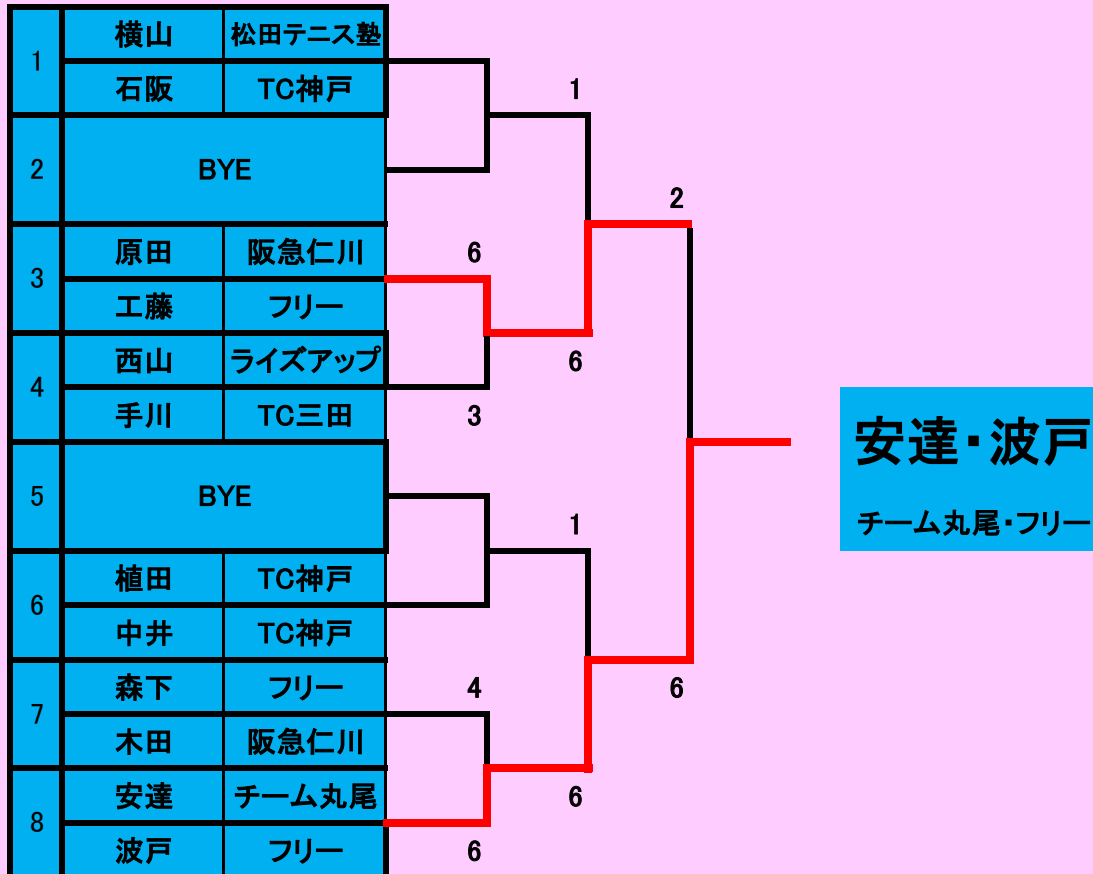 1 横山 松田テニス塾
石阪 TC神戸
2 BYE
3 原田 阪急仁川
工藤 フリー
4 西山 ライズアップ
手川 TC三田
5 BYE
6 植田 TC神戸
中井 TC神戸
7 森下 フリー
木田 阪急仁川
8 安達 チーム丸尾
波戸 フリー
6
3
4
6
1
6
1
6
2
6
安達・波戸
チーム丸尾・フリー